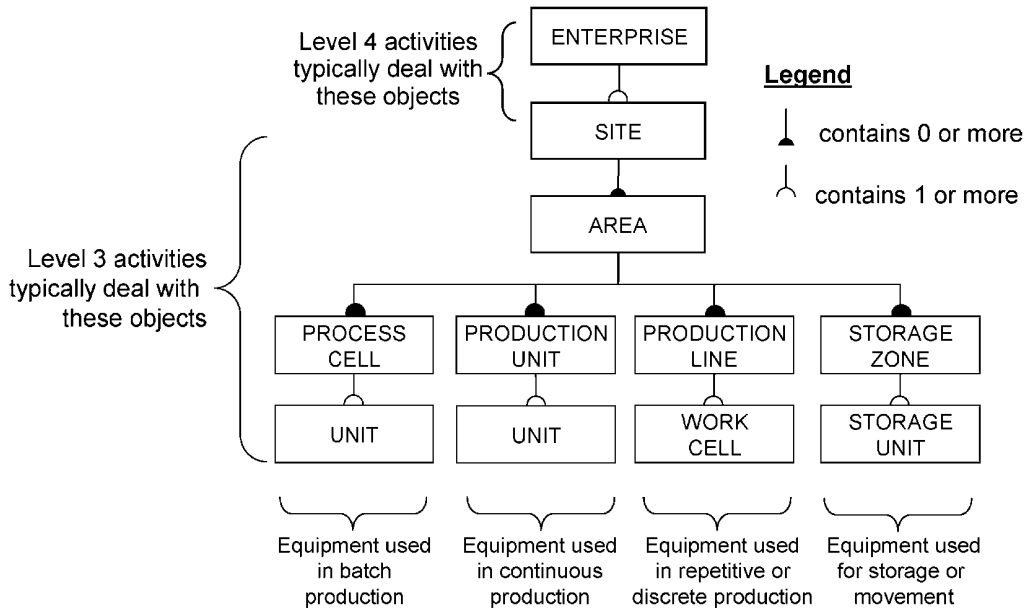 Level 4 activities
typically deal with
these objects
ENTERPRISE
SITE
Legend
contains 0 or more
contains 1 or more
AREA
Level 3 activities
typically deal with
these objects
PROCESS
CELL
PRODUCTION
UNIT
PRODUCTION
LINE
STORAGE
ZONE
UNIT
UNIT
WORK
CELL
STORAGE
UNIT
Equipment used
in batch
production
Equipment used
in continuous
production
Equipment used
in repetitive or
discrete production
Equipment used
for storage or
movement